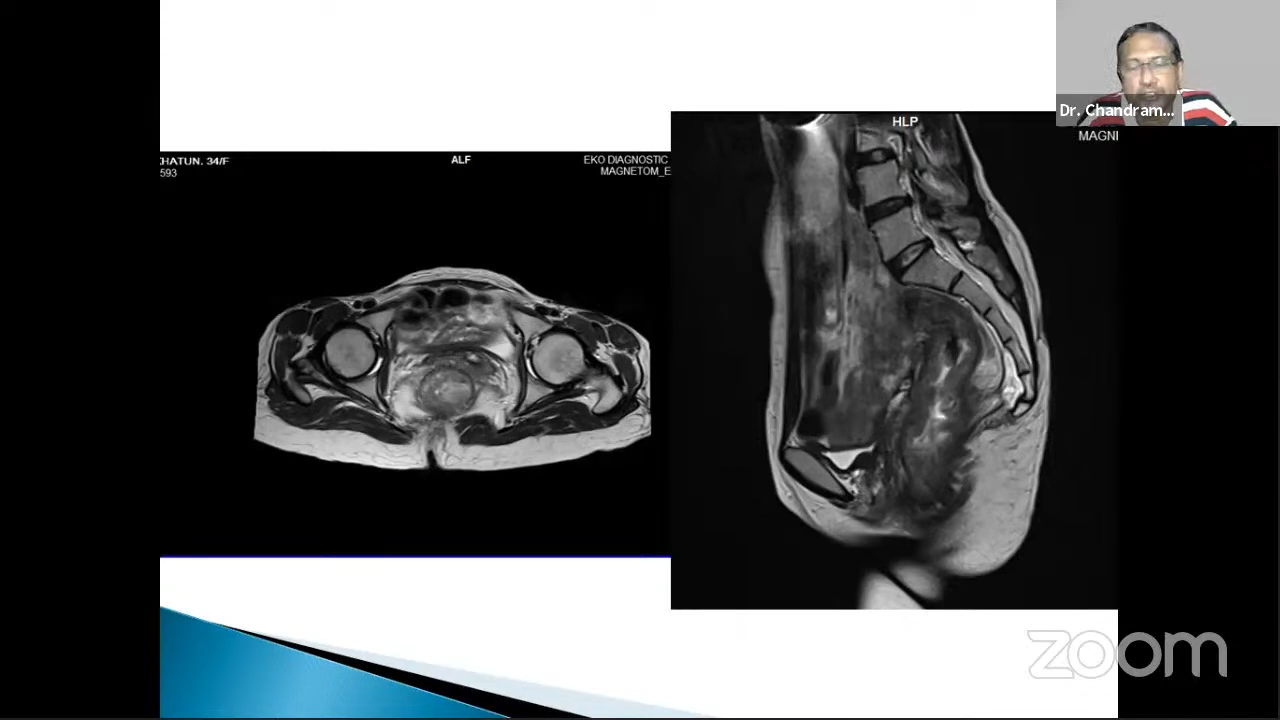 HLP
Dr. Chandram...
MAGNI
HATUN. 34/F
593
ALF
EKO DIAGNOSTIC
MAGNETOM_E
zoom